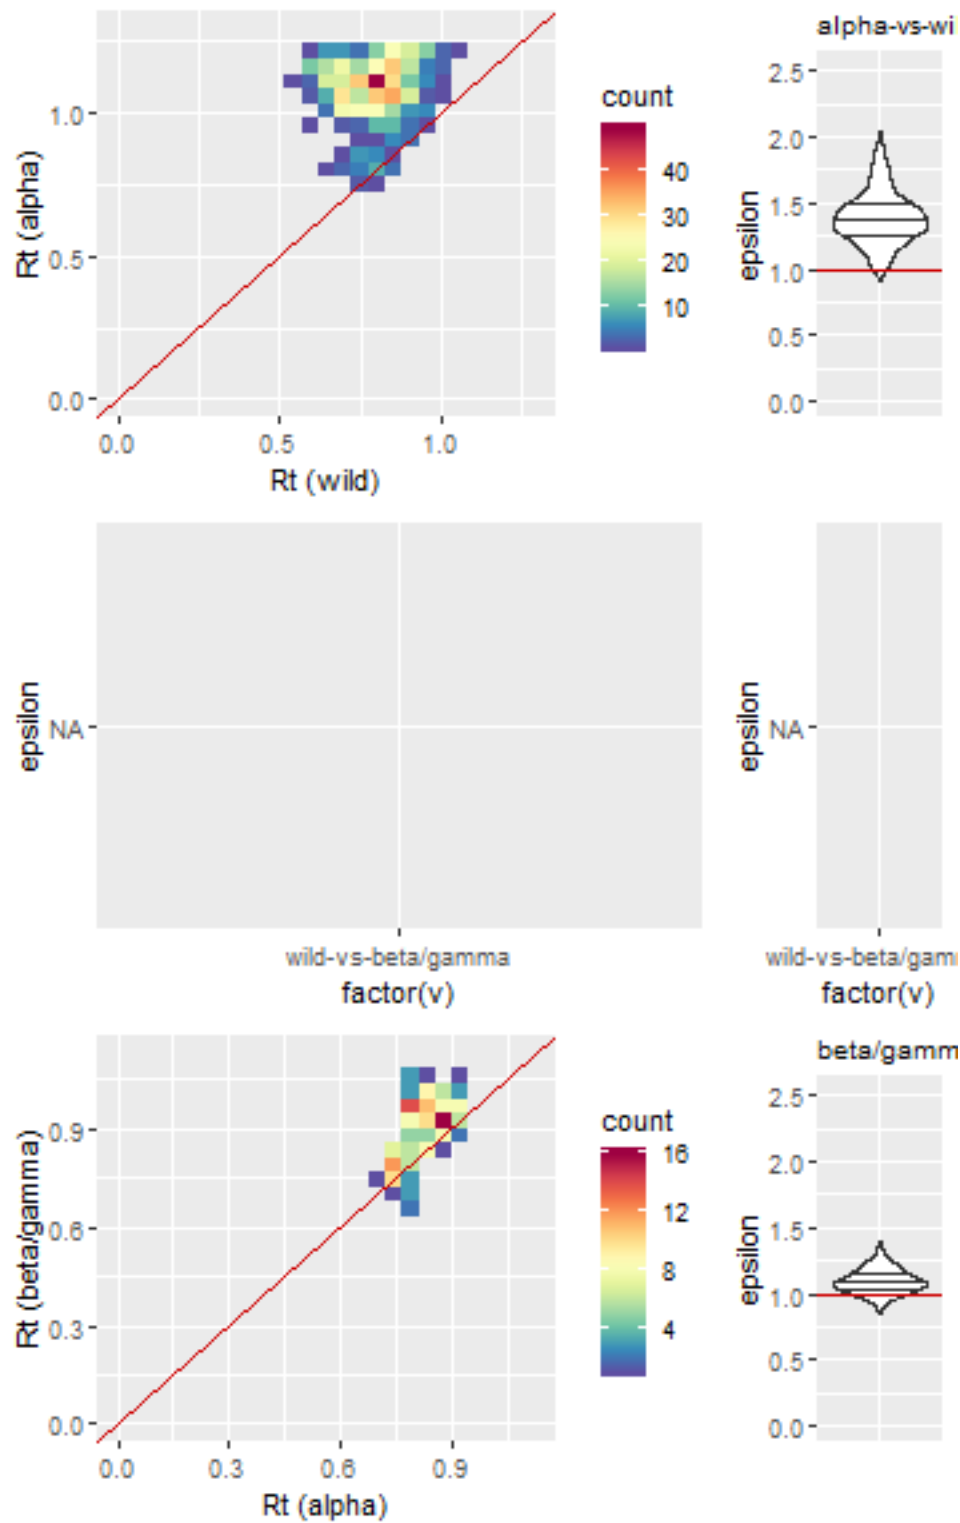 alpha-vs-wi
Rt (alpha)
1.0
0.5
0.0
0.0 0.5 1.0
Rt (wild)
count
40
30
20
10
epsilon
2.5
2.0
1.5
1.0
0.5
0.0
epsilon
NA
wild-vs-beta/gamma
factor(v)
epsilon
NA
wild-vs-beta/gam
factor(v)
beta/gamm
Rt (beta/gamma)
0.9
0.6
0.3
0.0
0.0 0.3 0.6 0.9
Rt (alpha)
count
16
12
8
4
epsilon
2.5
2.0
1.5
1.0
0.5
0.0